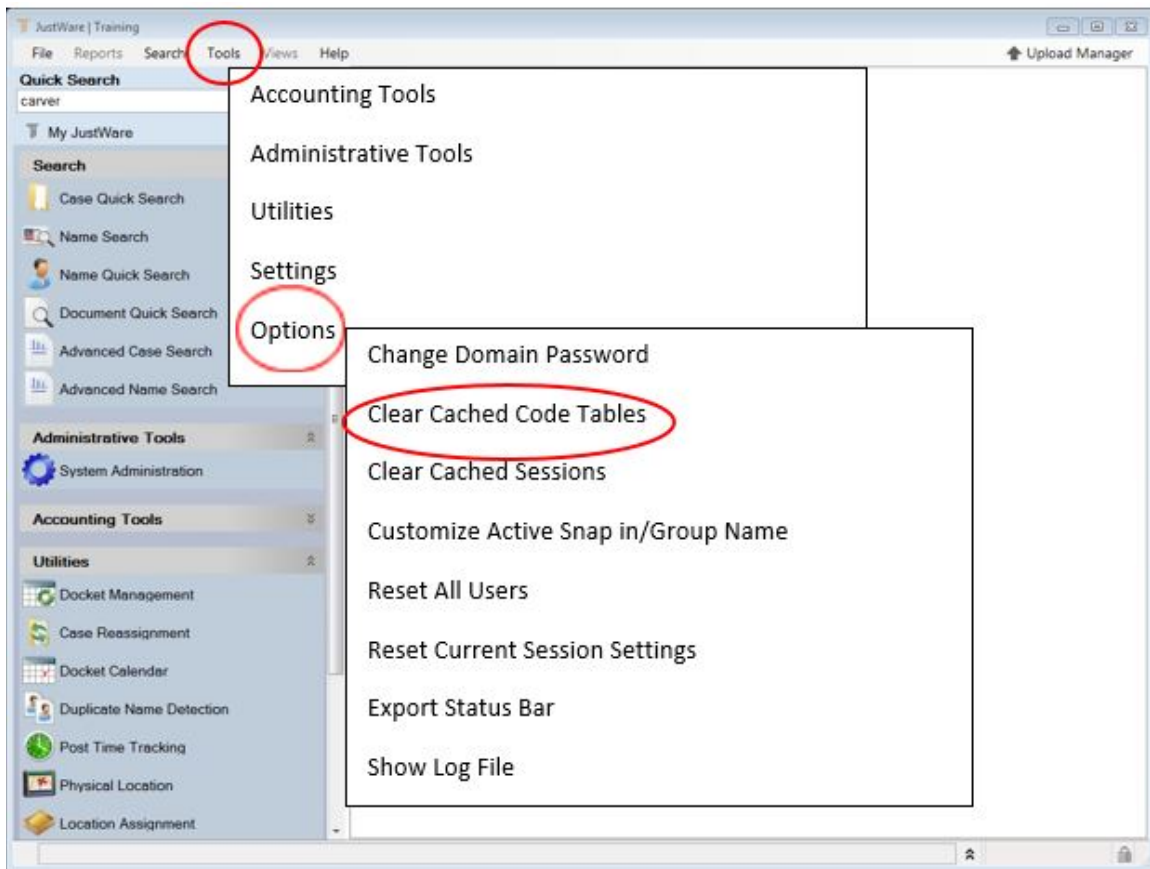 JustWare | Training
File Reports Search Tools Views Help Upload Manager
Quick Search
carver
My JustWare
Search
Case Quick Search
Name Search
Name Quick Search
Document Quick Search
Advanced Case Search
Advanced Name Search
Administrative Tools
System Administration
Accounting Tools
Utilities
Docket Management
Case Reassignment
Docket Calendar
Duplicate Name Detection
Post Time Tracking
Physical Location
Location Assignment
Accounting Tools
Administrative Tools
Utilities
Settings
Options
Change Domain Password
Clear Cached Code Tables
Clear Cached Sessions
Customize Active Snap in/Group Name
Reset All Users
Reset Current Session Settings
Export Status Bar
Show Log File